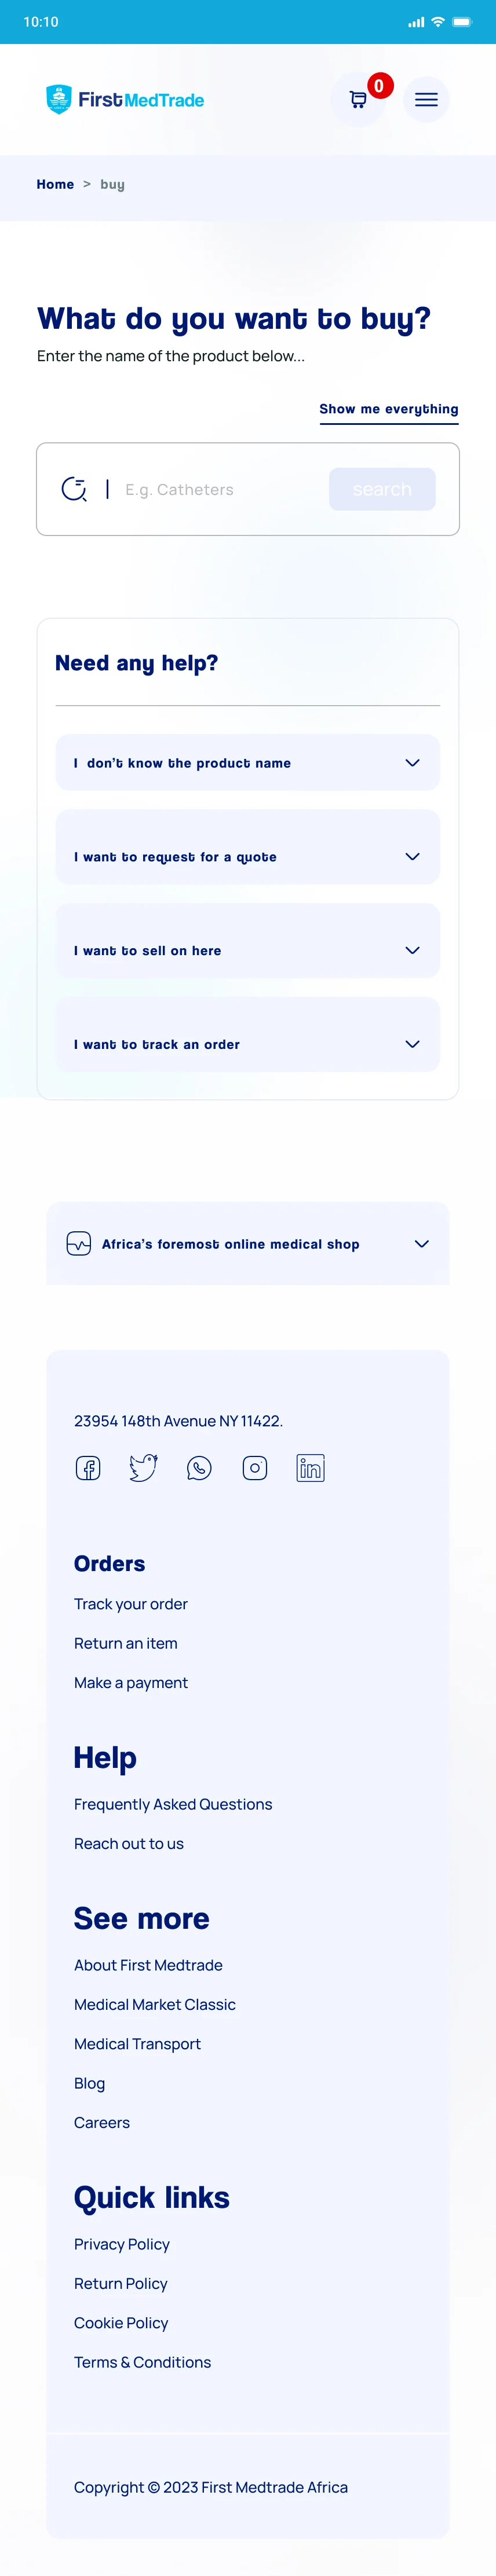 10:10
FirstMedTrade
0
Home > buy
What do you want to buy?
Enter the name of the product below...
Show me everything
E.g. Catheters
search
Need any help?
I don't know the product name
I want to request for a quote
I want to sell on here
I want to track an order
Africa's foremost online medical shop
23954 148th Avenue NY 11422.
Orders
Track your order
Return an item
Make a payment
Help
Frequently Asked Questions
Reach out to us
See more
About First Medtrade
Medical Market Classic
Medical Transport
Blog
Careers
Quick links
Privacy Policy
Return Policy
Cookie Policy
Terms & Conditions
Copyright © 2023 First Medtrade Africa